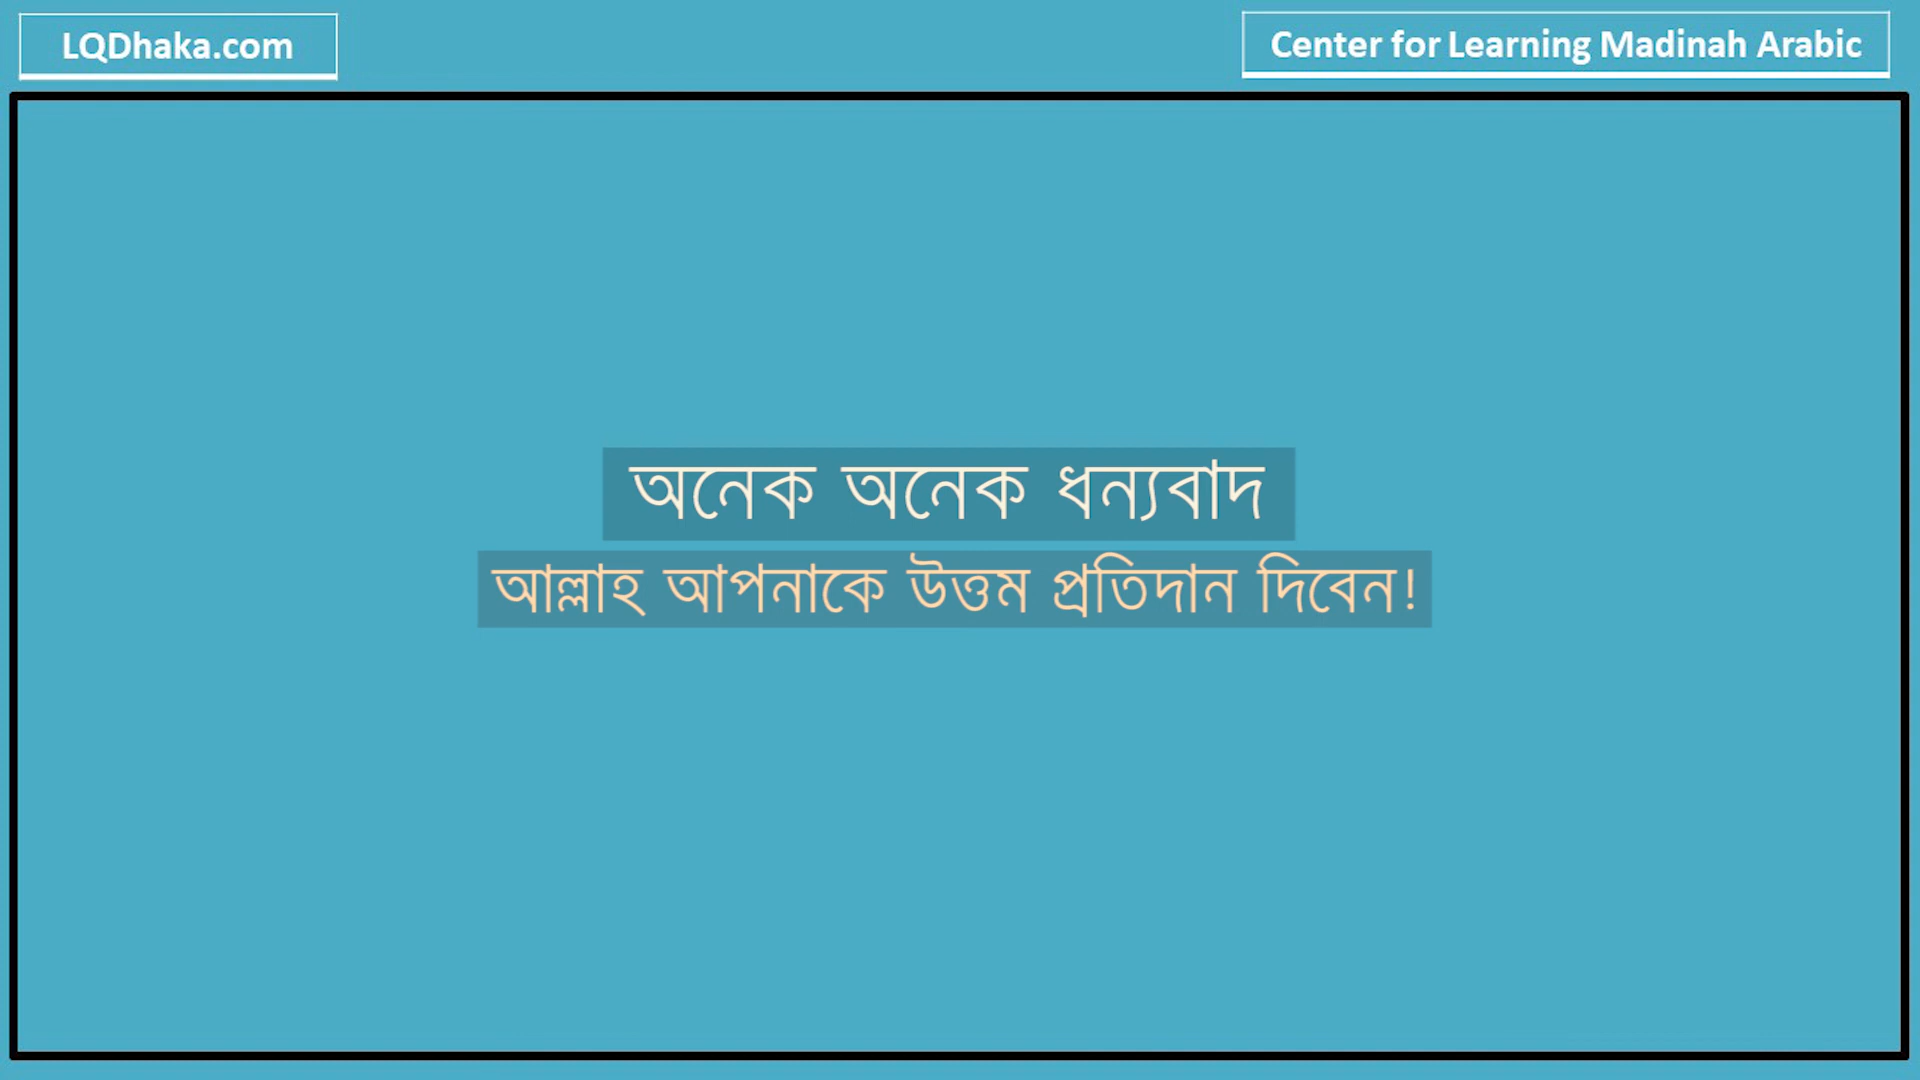 LQDhaka.com
Center for Learning Madinah Arabic
অনেক অনেক ধন্যবাদ
আল্লাহ আপনাকে উত্তম প্রতিদান দিবেন!